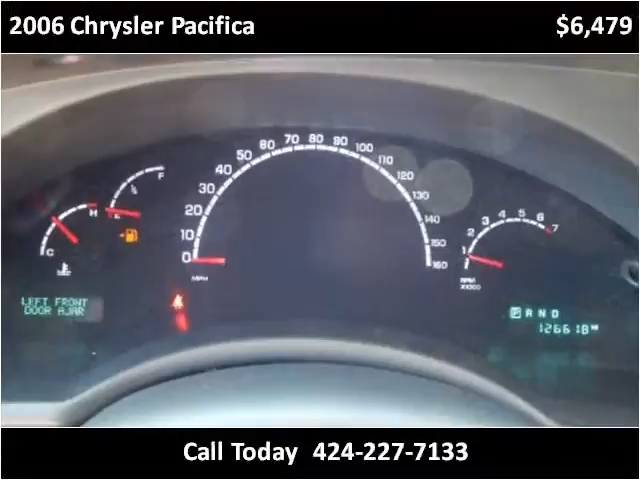 2006 Chrysler Pacifica $6,479
0 10 20 30 40 50 60 70 80 90 100 110 120 130 140 150 160
MPH
C H
E ½ F
1 2 3 4 5 6 7
RPM
X1000
LEFT FRONT
DOOR AJAR
P R N D
126618
Call Today 424-227-7133